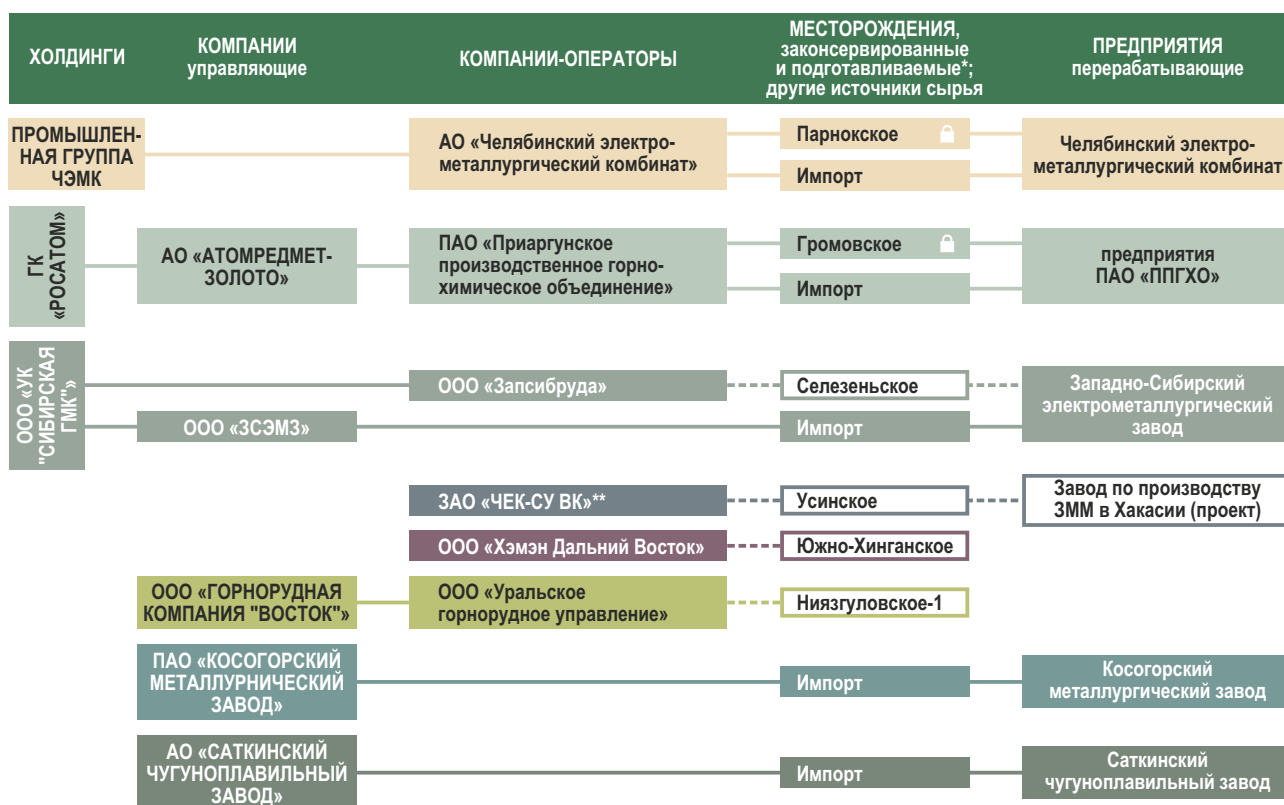 ХОЛДИНГИ
КОМПАНИИ
управляющие
КОМПАНИИ-ОПЕРАТОРЫ
МЕСТОРОЖДЕНИЯ,
законсервированные
и подготавливаемые*;
другие источники сырья
ПРЕДПРИЯТИЯ
перерабатывающие
ПРОМЫШЛЕН-
НАЯ ГРУППА
ЧЭМК
АО «Челябинский электро-
металлургический комбинат»
Парнокское
Импорт
Челябинский электро-
металлургический комбинат
ГК
«РОСАТОМ»
АО «АТОМРЕДМЕТ-
ЗОЛОТО»
ПАО «Приаргунское
производственное горно-
химическое объединение»
Громовское
Импорт
предприятия
ПАО «ППГХО»
ООО «УК
"СИБИРСКАЯ
ГМК"»
ООО «Запсибруда»
Селезеньское
Западно-Сибирский
электрометаллургический
завод
ООО «ЗСЭМЗ»
Импорт
ЗАО «ЧЕК-СУ ВК»**
Усинское
Завод по производству
ЗММ в Хакасии (проект)
ООО «Хэмэн Дальний Восток»
Южно-Хинганское
ООО «ГОРНОРУДНАЯ
КОМПАНИЯ "ВОСТОК"»
ООО «Уральское
горнорудное управление»
Ниязгуловское-1
ПАО «КОСОГОРСКИЙ
МЕТАЛЛУРНИЧЕСКИЙ
ЗАВОД»
Импорт
Косогорский
металлургический завод
АО «САТКИНСКИЙ
ЧУГУНОПЛАВИЛЬНЫЙ
ЗАВОД»
Импорт
Саткинский
чугуноплавильный завод